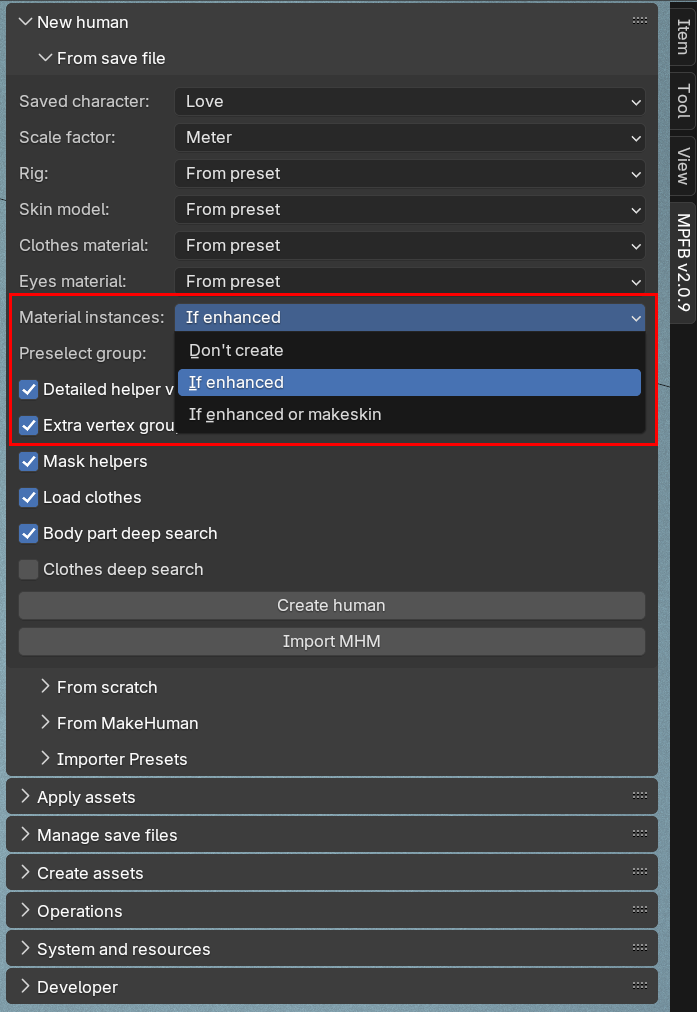 New human
From save file
Saved character: Love
Scale factor: Meter
Rig: From preset
Skin model: From preset
Clothes material: From preset
Eyes material: From preset
Material instances: If enhanced
Preselect group:
Don't create
If enhanced
If enhanced or makeskin
Detailed helper v
Extra vertex grou
Mask helpers
Load clothes
Body part deep search
Clothes deep search
Create human
Import MHM
From scratch
From MakeHuman
Importer Presets
Apply assets
Manage save files
Create assets
Operations
System and resources
Developer
Item
Tool
View
MPFB v2.0.9